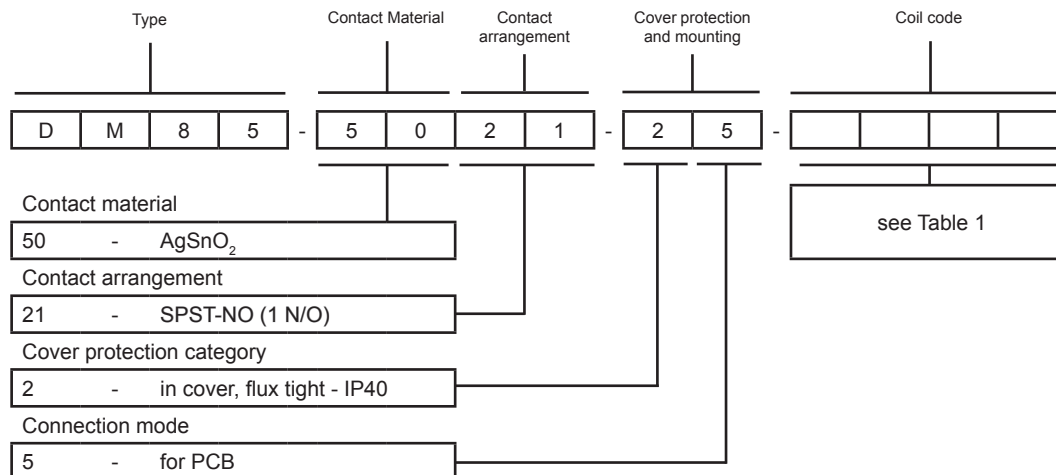 Type
Contact Material
Contact
arrangement
Cover protection
and mounting
Coil code
D M 8 5 - 5 0 2 1 - 2 5 -
Contact material
50 - AgSnO₂
see Table 1
Contact arrangement
21 - SPST-NO (1 N/O)
Cover protection category
2 - in cover, flux tight - IP40
Connection mode
5 - for PCB